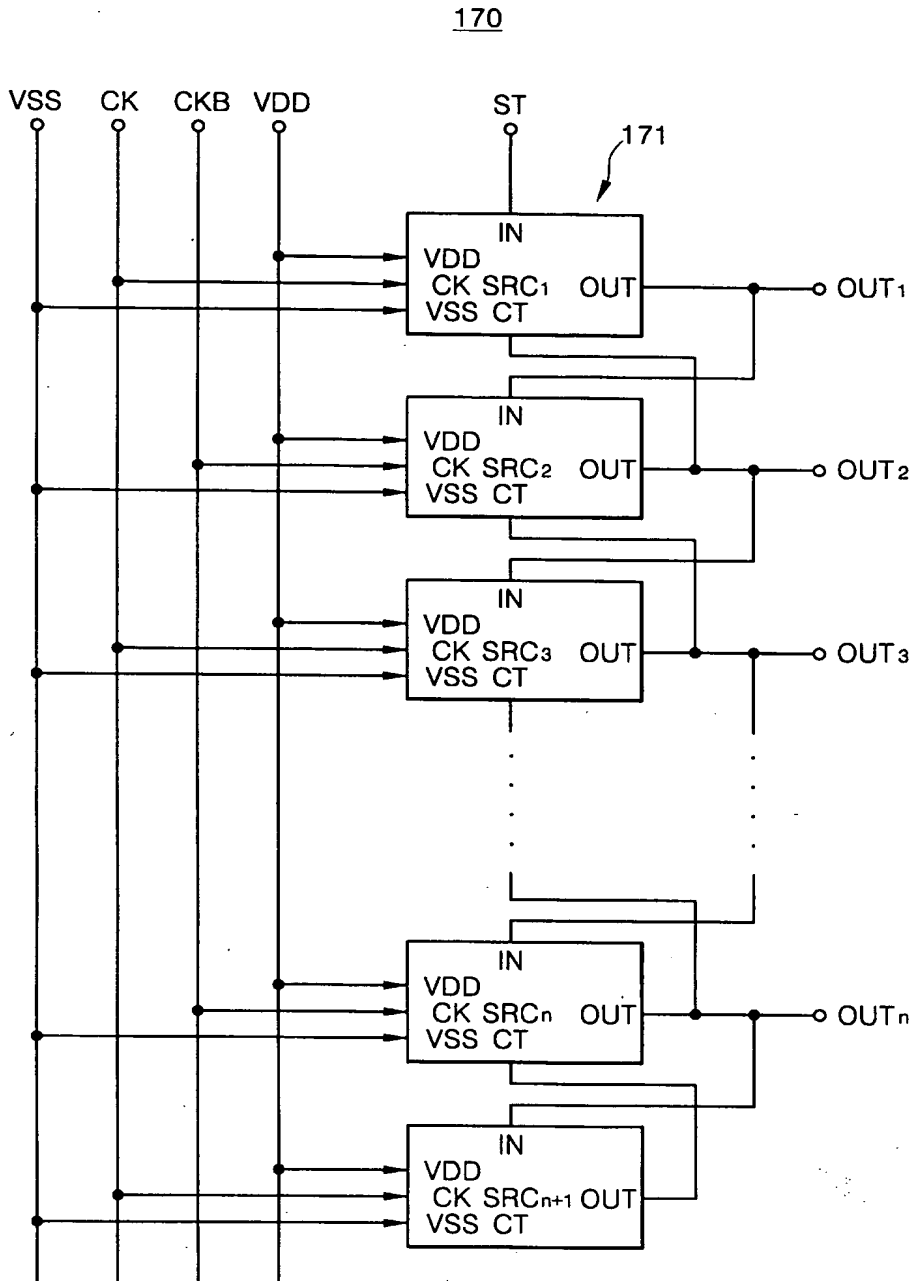 170
VSS CK CKB VDD ST
171
IN
VDD
CK SRC1 OUT OUT1
VSS CT
IN
VDD
CK SRC2 OUT OUT2
VSS CT
IN
VDD
CK SRC3 OUT OUT3
VSS CT
IN
VDD
CK SRCn OUT OUTn
VSS CT
IN
VDD
CK SRCn+1 OUT
VSS CT